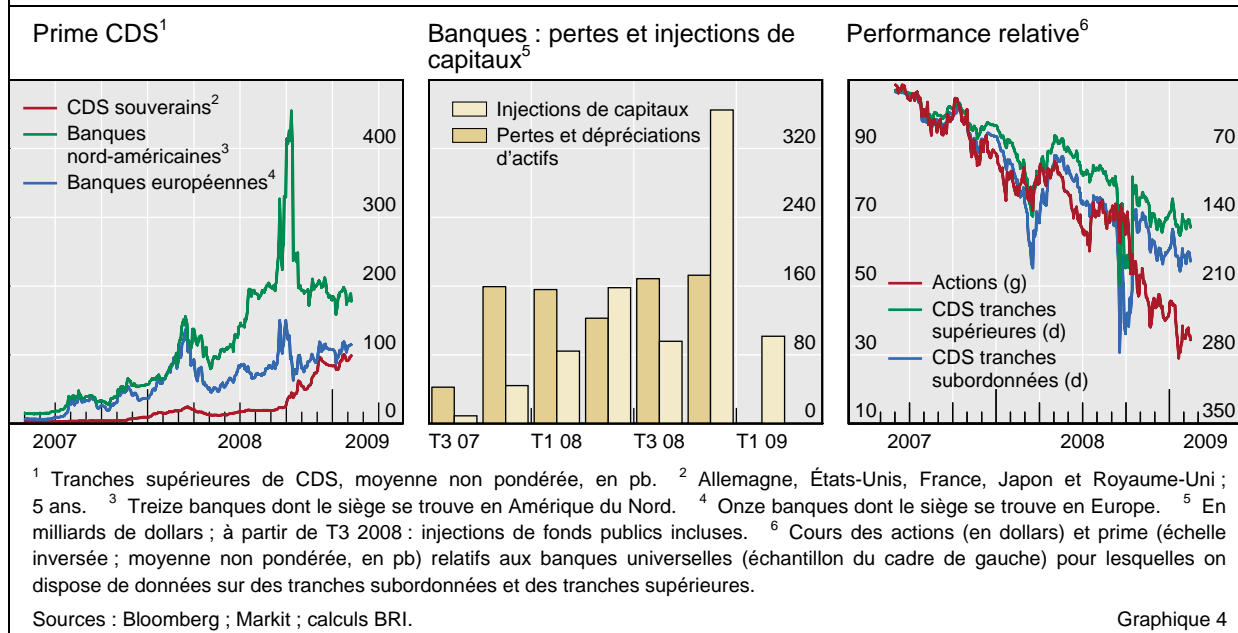 Prime CDS1
CDS souverains2
Banques
nord-américaines3
Banques européennes4
400
300
200
100
0
2007 2008 2009
Banques : pertes et injections de
capitaux5
Injections de capitaux
Pertes et dépréciations
d'actifs
320
240
160
80
0
T3 07 T1 08 T3 08 T1 09
Performance relative6
90 70
70 140
50 210
30 280
10 350
Actions (g)
CDS tranches
supérieures (d)
CDS tranches
subordonnées (d)
2007 2008 2009
1 Tranches supérieures de CDS, moyenne non pondérée, en pb. 2 Allemagne, États-Unis, France, Japon et Royaume-Uni ;
5 ans. 3 Treize banques dont le siège se trouve en Amérique du Nord. 4 Onze banques dont le siège se trouve en Europe. 5 En
milliards de dollars ; à partir de T3 2008 : injections de fonds publics incluses. 6 Cours des actions (en dollars) et prime (échelle
inversée ; moyenne non pondérée, en pb) relatifs aux banques universelles (échantillon du cadre de gauche) pour lesquelles on
dispose de données sur des tranches subordonnées et des tranches supérieures.
Sources : Bloomberg ; Markit ; calculs BRI. Graphique 4